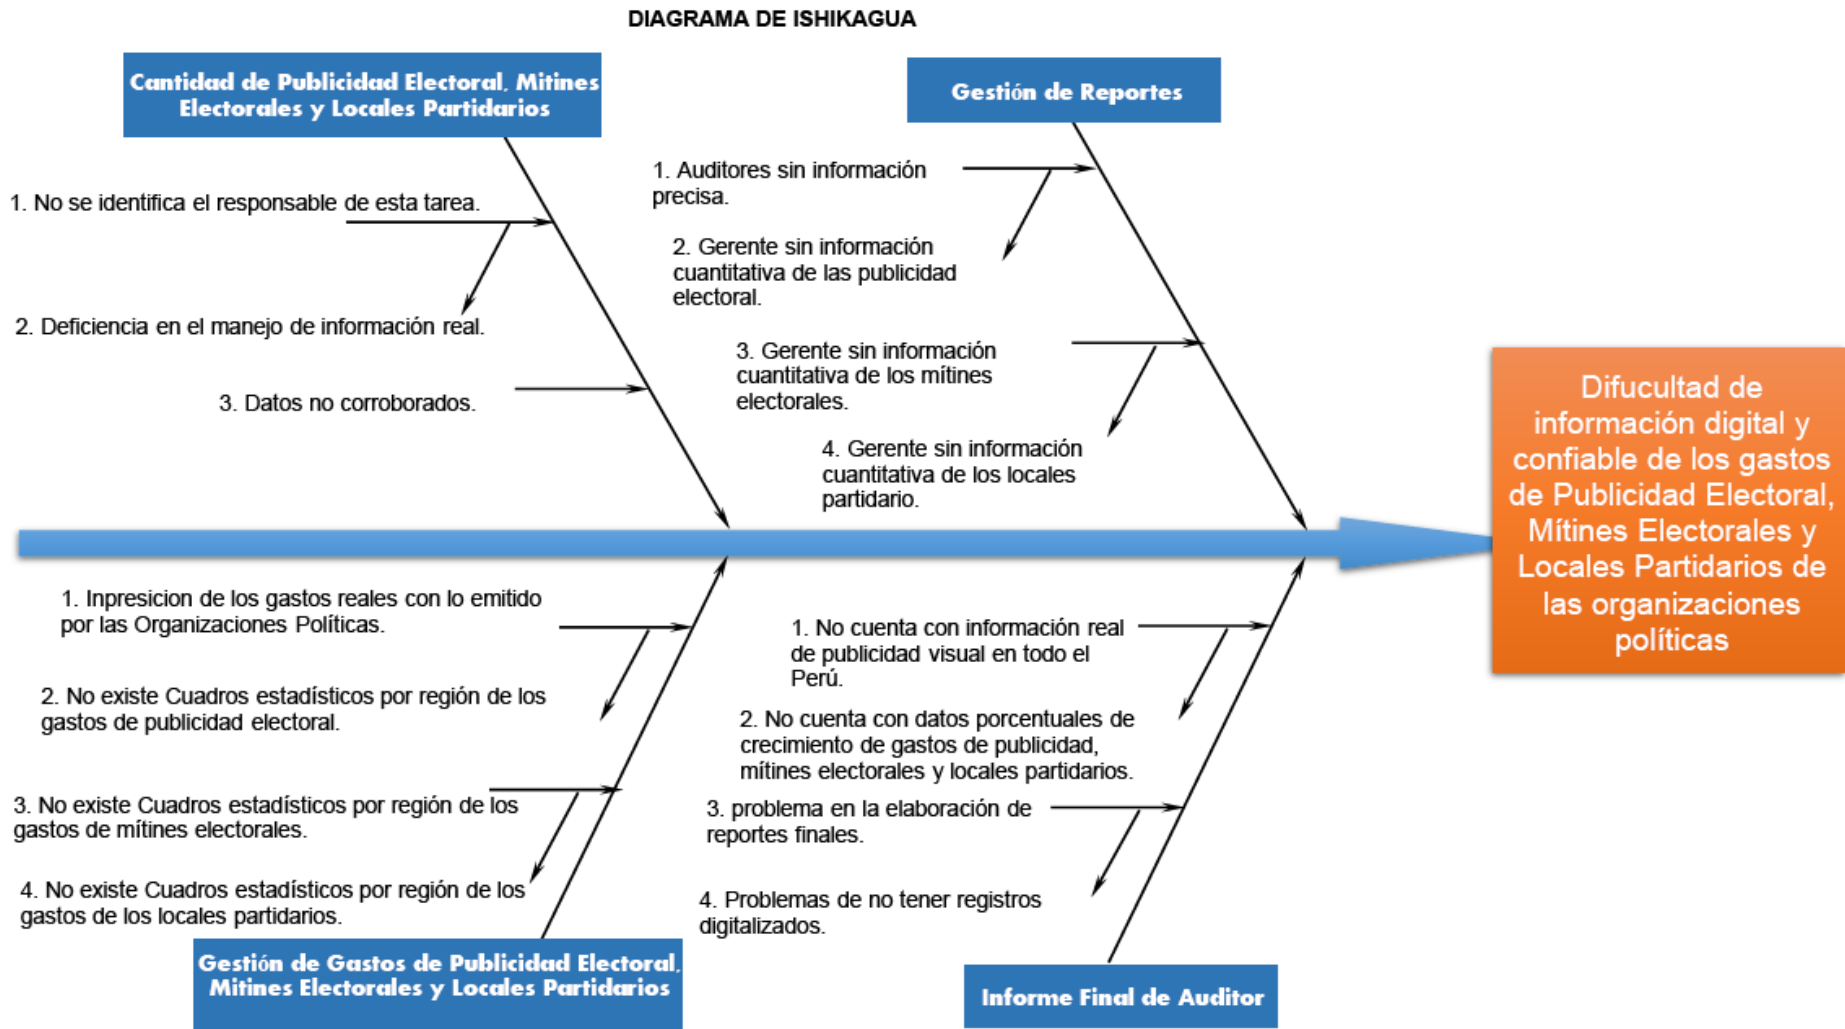 DIAGRAMA DE ISHIKAGUA
Cantidad de Publicidad Electoral, Mitines
Electorales y Locales Partidarios
1. No se identifica el responsable de esta tarea.
2. Deficiencia en el manejo de información real.
3. Datos no corroborados.
Gestión de Reportes
1. Auditores sin información
precisa.
2. Gerente sin información
cuantitativa de las publicidad
electoral.
3. Gerente sin información
cuantitativa de los mítines
electorales.
4. Gerente sin información
cuantitativa de los locales
partidario.
Difucultad de
información digital y
confiable de los gastos
de Publicidad Electoral,
Mítines Electorales y
Locales Partidarios de
las organizaciones
políticas
1. Inpresicion de los gastos reales con lo emitido
por las Organizaciones Políticas.
2. No existe Cuadros estadísticos por región de los
gastos de publicidad electoral.
3. No existe Cuadros estadísticos por región de los
gastos de mítines electorales.
4. No existe Cuadros estadísticos por región de los
gastos de los locales partidarios.
Gestión de Gastos de Publicidad Electoral,
Mitines Electorales y Locales Partidarios
1. No cuenta con información real
de publicidad visual en todo el
Perú.
2. No cuenta con datos porcentuales de
crecimiento de gastos de publicidad,
mítines electorales y locales partidarios.
3. problema en la elaboración de
reportes finales.
4. Problemas de no tener registros
digitalizados.
Informe Final de Auditor